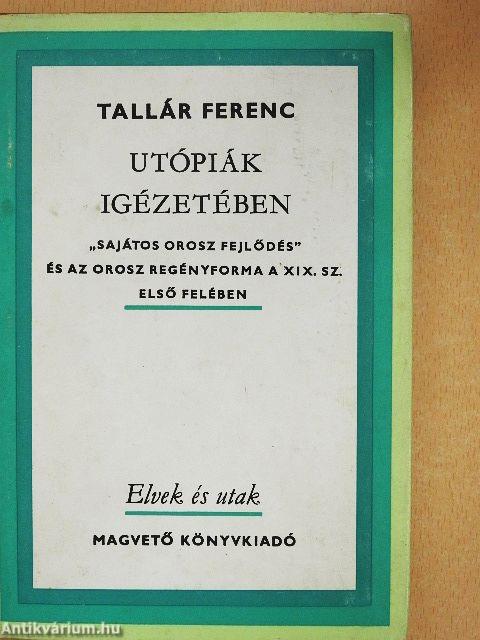 TALLÁR FERENC
UTÓPIÁK
IGÉZETÉBEN
„SAJÁTOS OROSZ FEJLŐDÉS”
ÉS AZ OROSZ REGÉNYFORMA A XIX. SZ.
ELSŐ FELÉBEN
Elvek és utak
MAGVETŐ KÖNYVKIADÓ
Antikvárium.hu